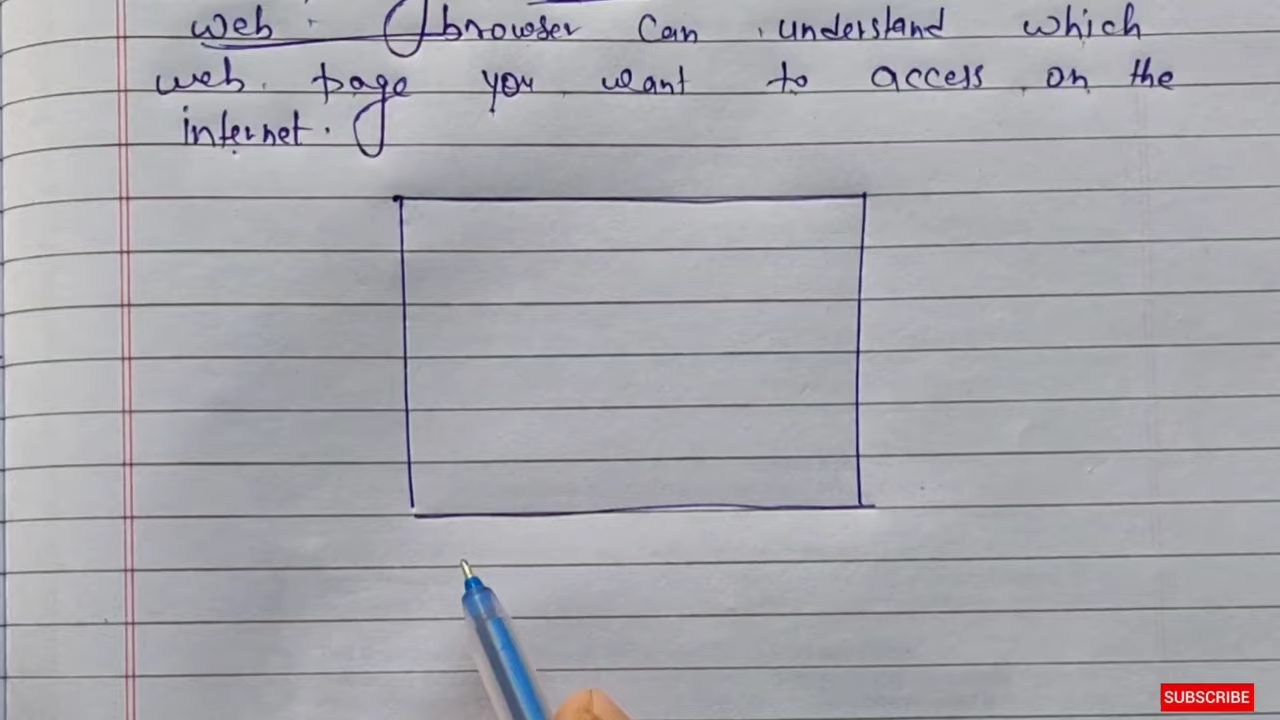 web. browser can understand which
web page you want to access on the
internet.
SUBSCRIBE